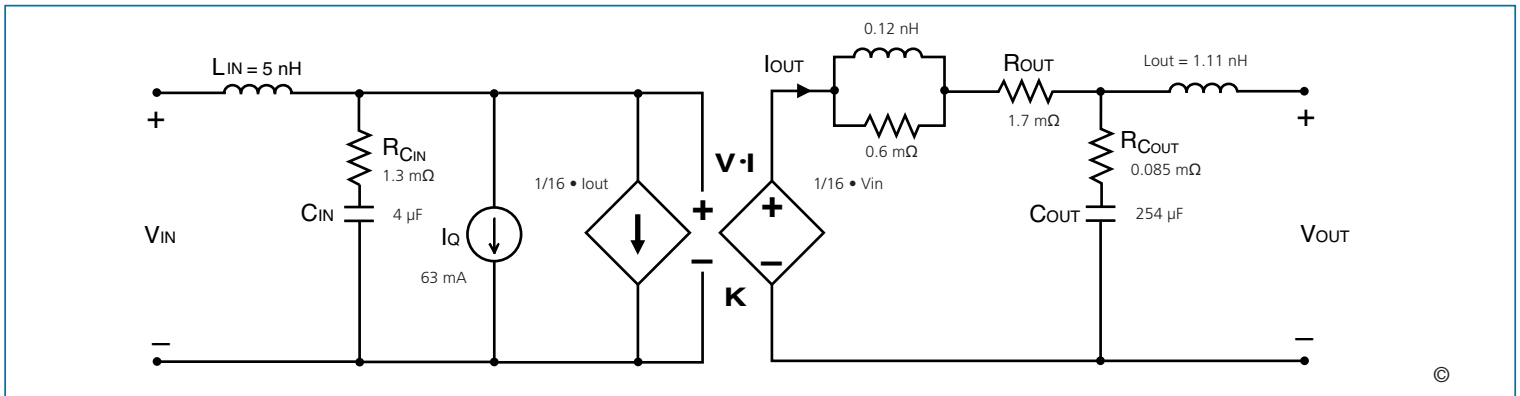 LIN = 5 nH
+
RCIN
1.3 mΩ
CIN
4 µF
VIN
IQ
63 mA
1/16 • Iout
+
–
V•I
K
1/16 • Vin
+
–
IOUT
0.12 nH
0.6 mΩ
ROUT
1.7 mΩ
Lout = 1.11 nH
+
RCOUT
0.085 mΩ
COUT
254 µF
VOUT
–
–
©